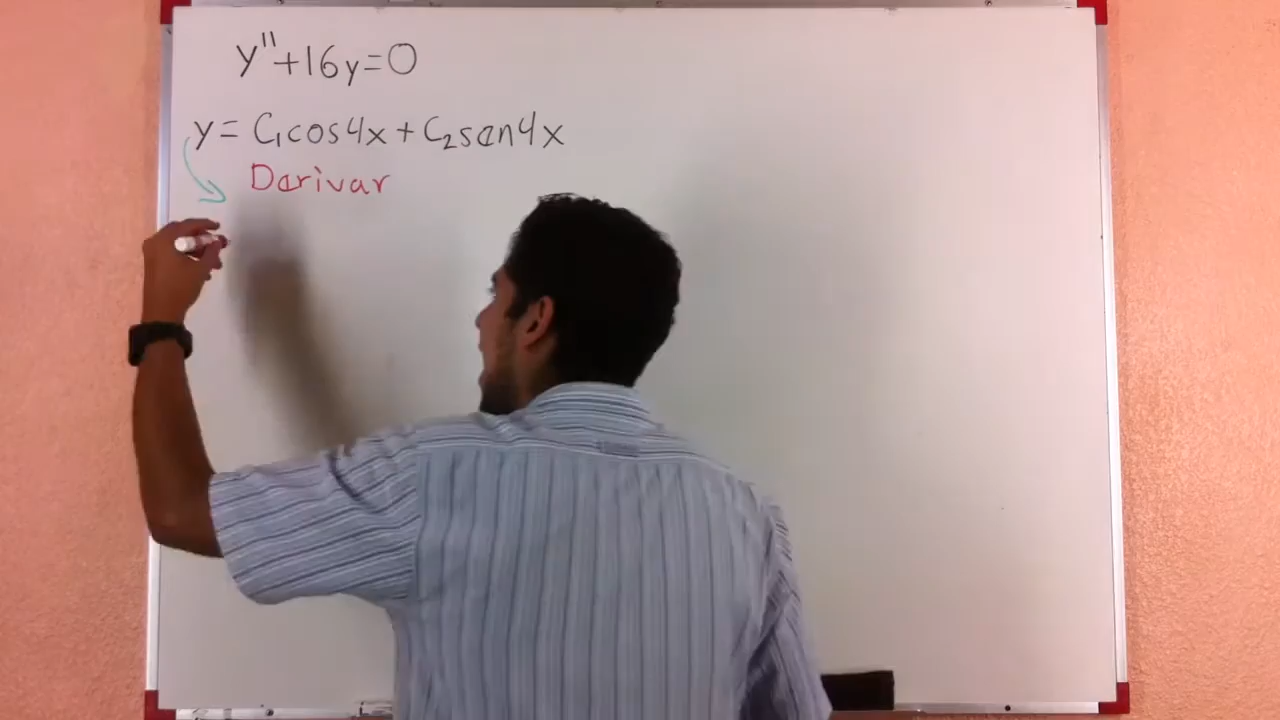 y''+16y=0
y= C₁cos4x+C₂sen4x
Derivar